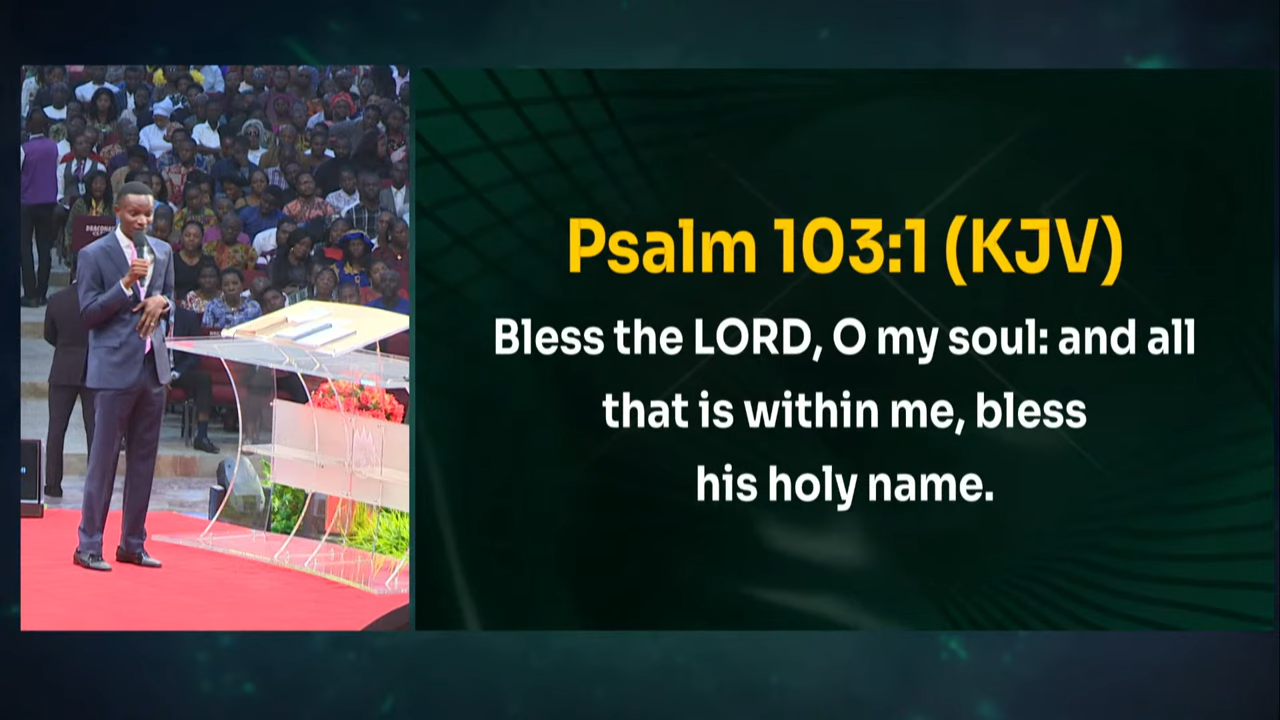 Psalm 103:1 (KJV)
Bless the LORD, O my soul: and all
that is within me, bless
his holy name.